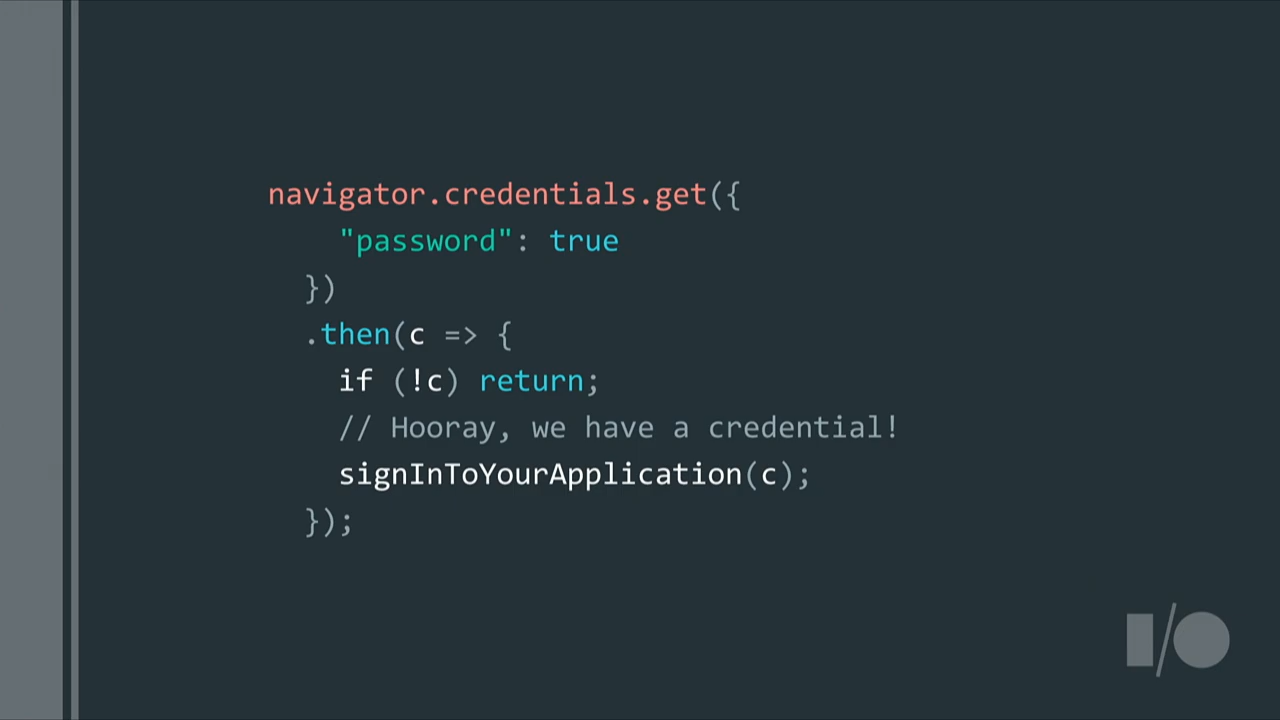 navigator.credentials.get({
"password": true
})
.then(c => {
if (!c) return;
// Hooray, we have a credential!
signInToYourApplication(c);
});
I/O